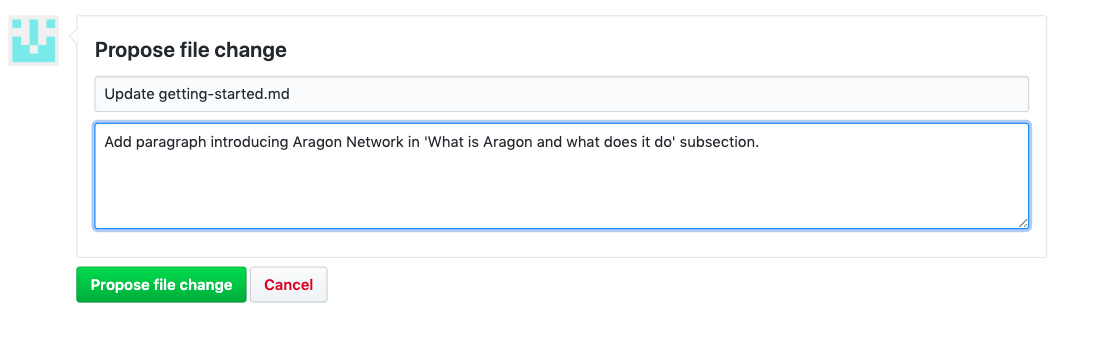 Propose file change
Update getting-started.md
Add paragraph introducing Aragon Network in 'What is Aragon and what does it do' subsection.
Propose file change
Cancel